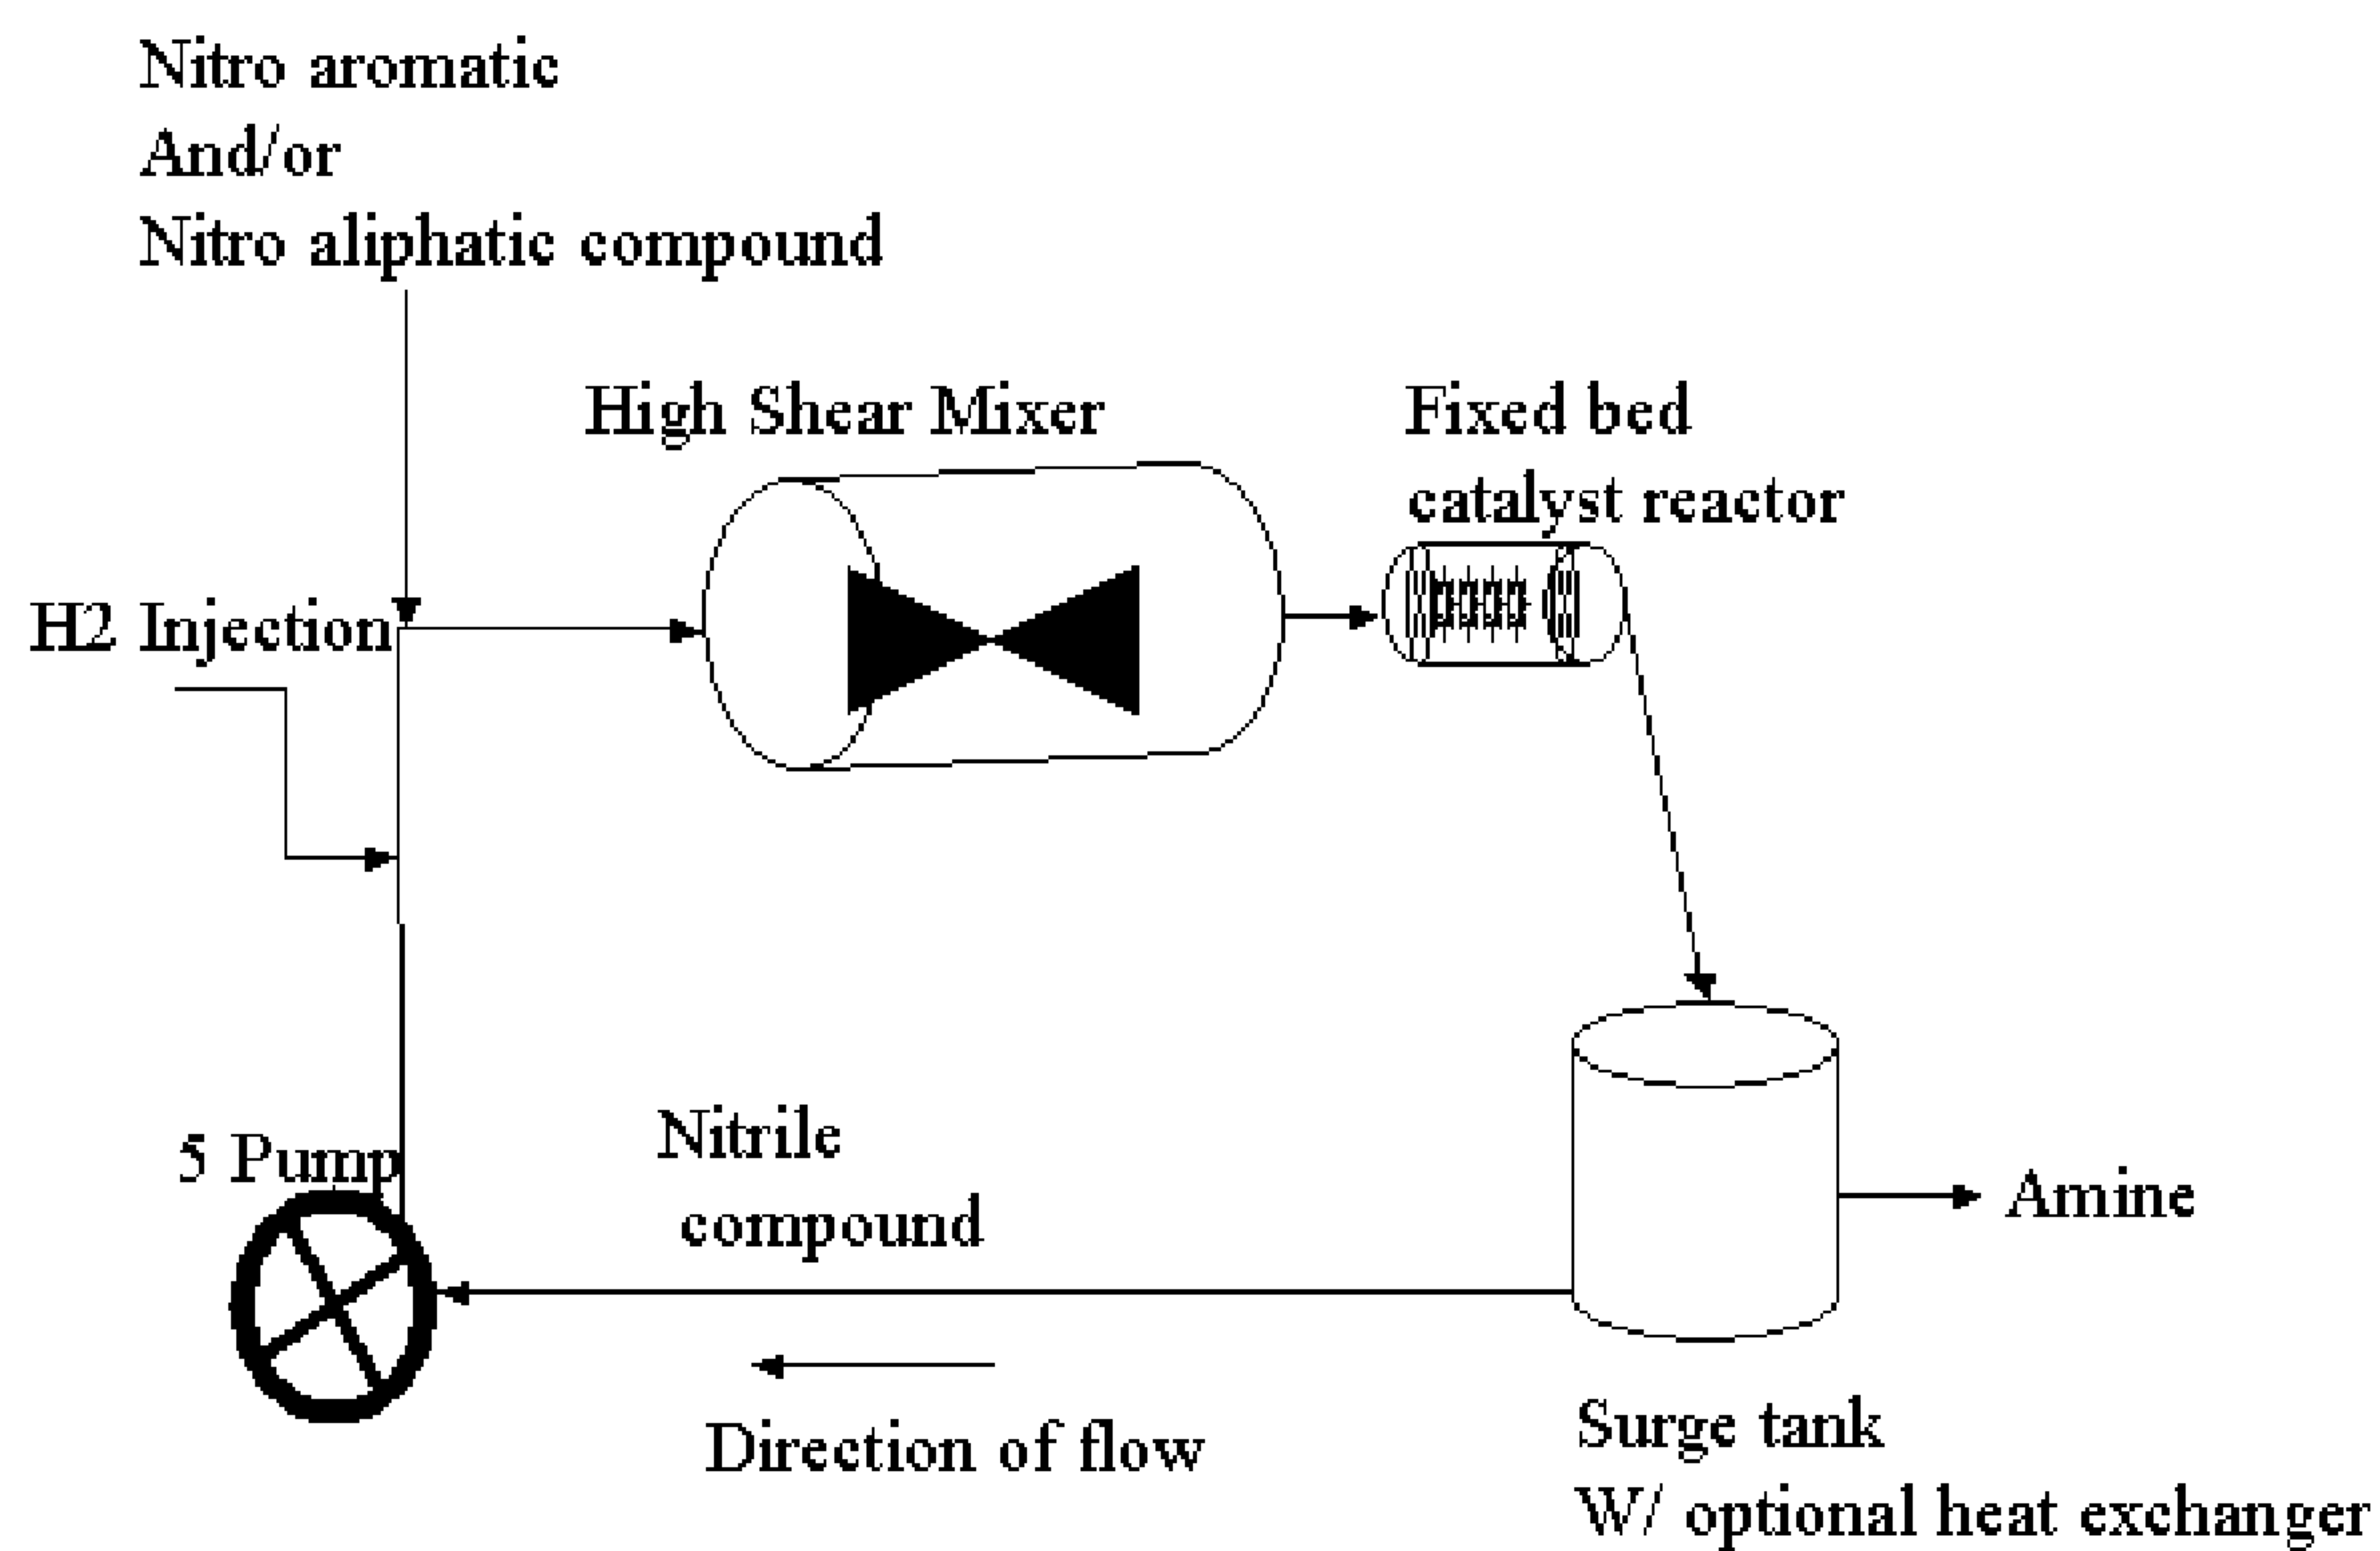 Nitro aromatic
And/or
Nitro aliphatic compound
High Shear Mixer
Fixed bed
catalyst reactor
H2 Injection
5 Pump
Nitrile
compound
Amine
Direction of flow
Surge tank
W/ optional heat exchanger